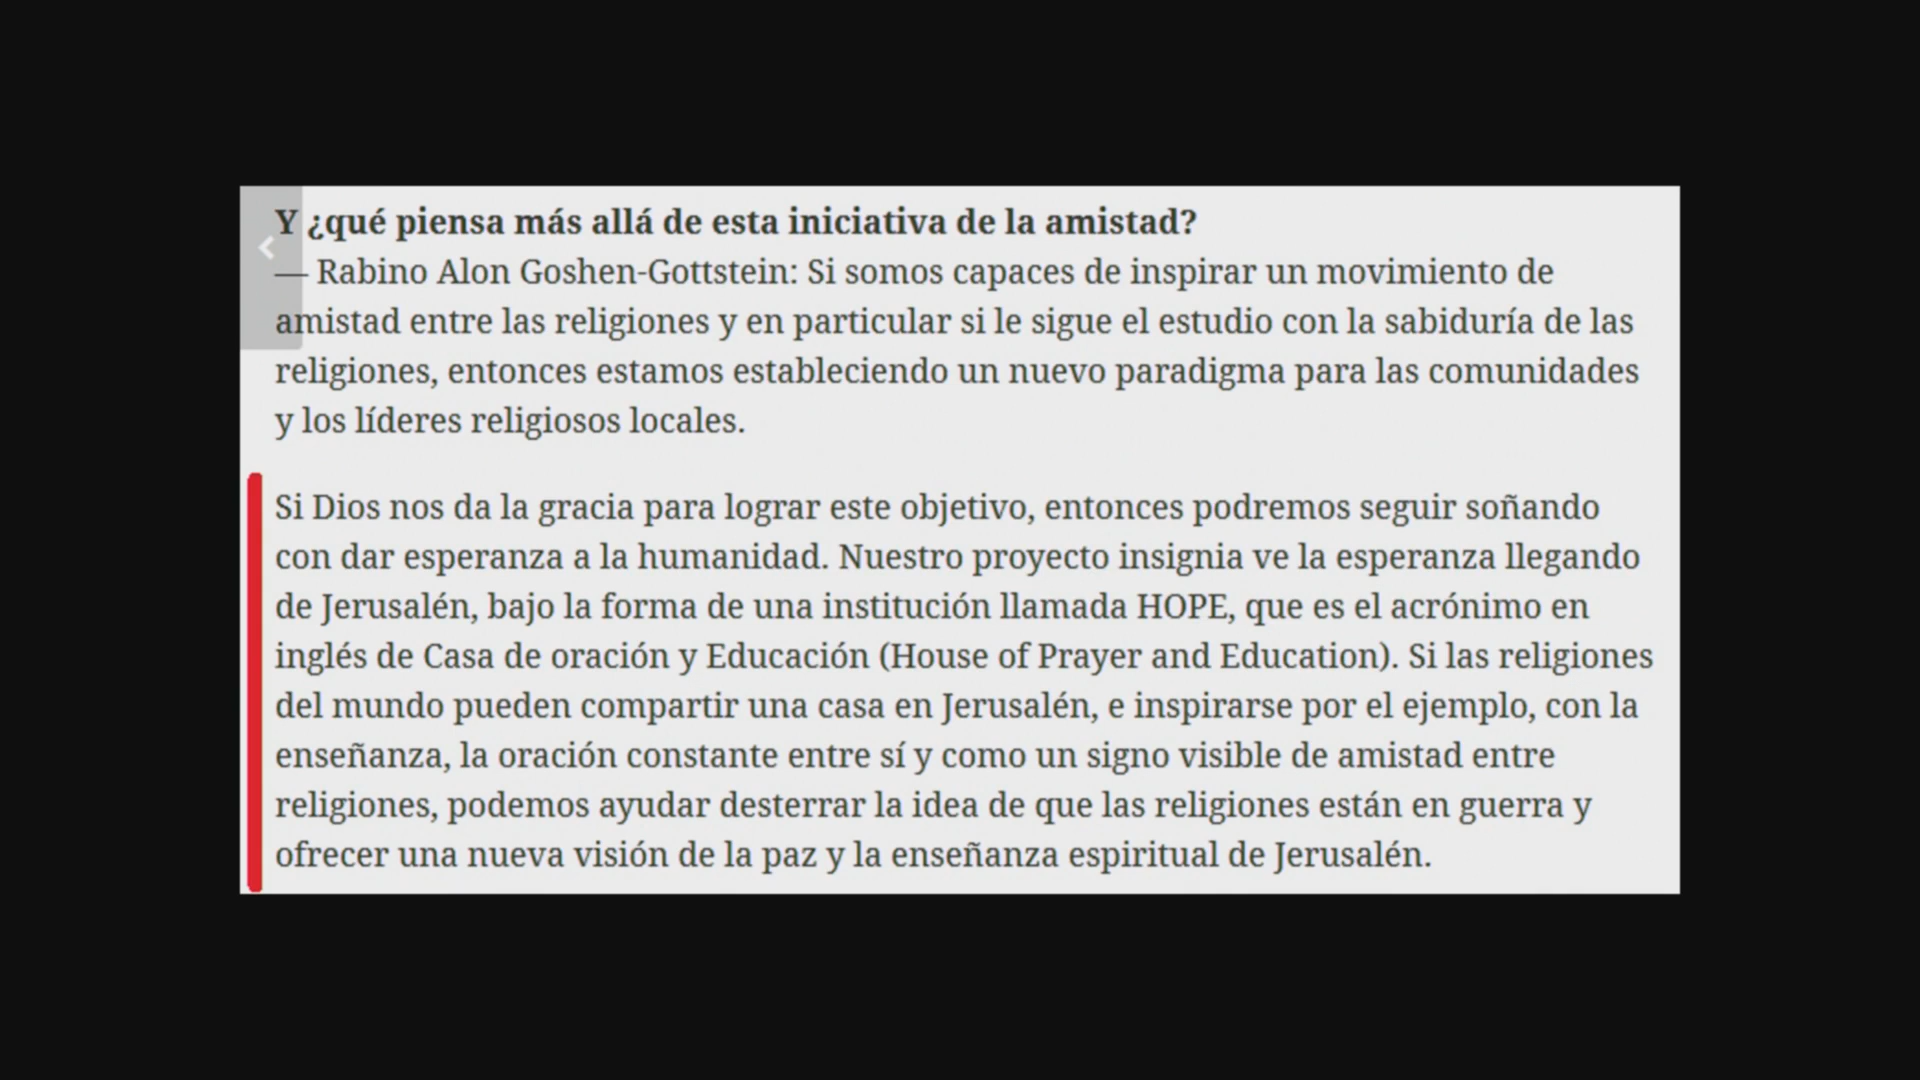 Y ¿qué piensa más allá de esta iniciativa de la amistad?
— Rabino Alon Goshen-Gottstein: Si somos capaces de inspirar un movimiento de
amistad entre las religiones y en particular si le sigue el estudio con la sabiduría de las
religiones, entonces estamos estableciendo un nuevo paradigma para las comunidades
y los líderes religiosos locales.
Si Dios nos da la gracia para lograr este objetivo, entonces podremos seguir soñando
con dar esperanza a la humanidad. Nuestro proyecto insignia ve la esperanza llegando
de Jerusalén, bajo la forma de una institución llamada HOPE, que es el acrónimo en
inglés de Casa de oración y Educación (House of Prayer and Education). Si las religiones
del mundo pueden compartir una casa en Jerusalén, e inspirarse por el ejemplo, con la
enseñanza, la oración constante entre sí y como un signo visible de amistad entre
religiones, podemos ayudar desterrar la idea de que las religiones están en guerra y
ofrecer una nueva visión de la paz y la enseñanza espiritual de Jerusalén.